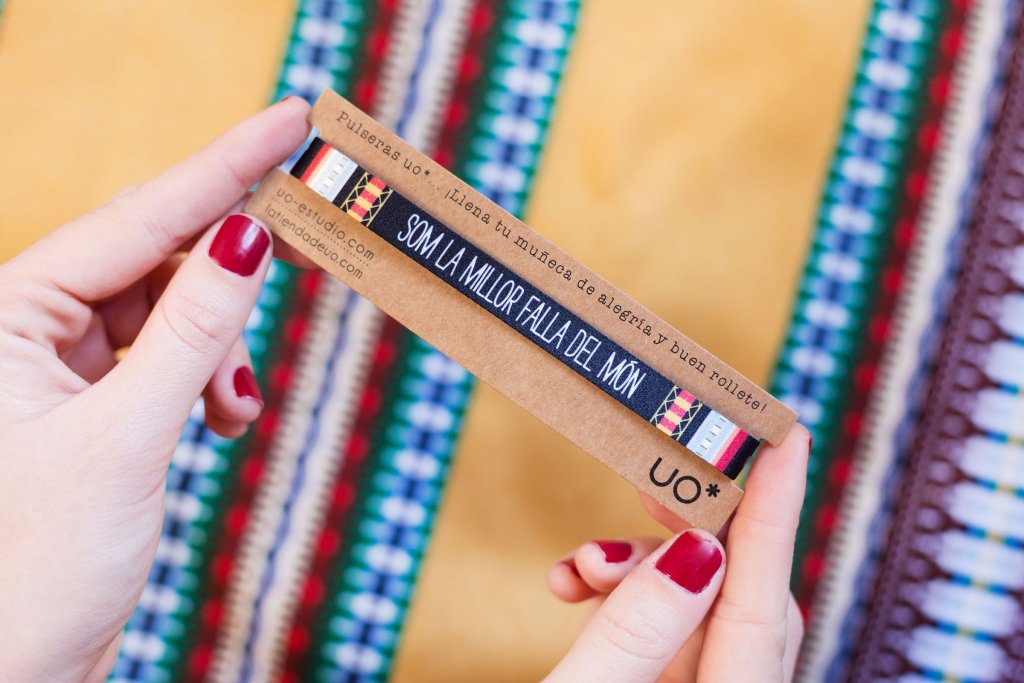 Pulseras uo*... ¡Llena tu muñeca de alegría y buen rollete!
SOM LA MILLOR FALLA DEL MÓN
uo-estudio.com
latiendadeuo.com
UO*